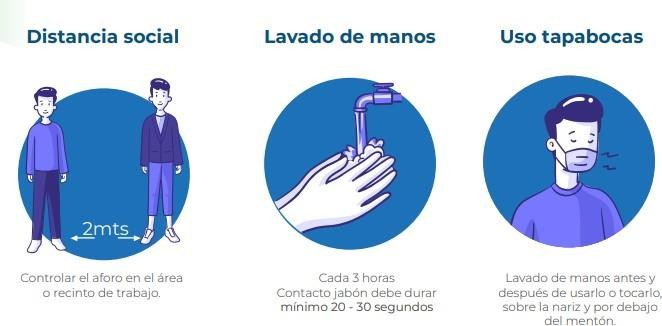 Distancia social
2mts
Controlar el aforo en el área
o recinto de trabajo.
Lavado de manos
Cada 3 horas
Contacto jabón debe durar
mínimo 20 - 30 segundos
Uso tapabocas
Lavado de manos antes y
después de usarlo o tocarlo,
sobre la nariz y por debajo
del mentón.